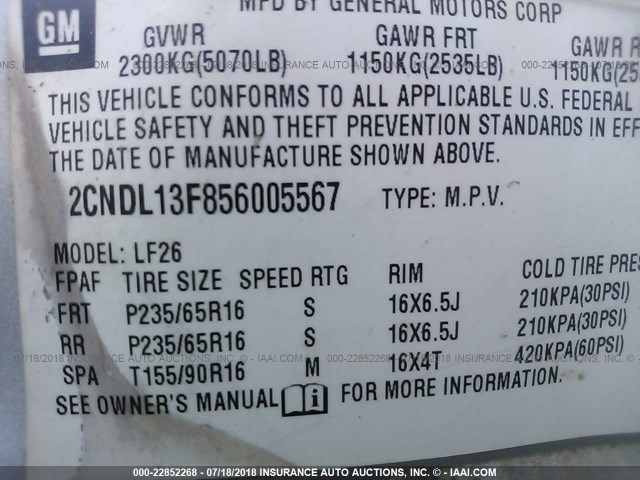 MFD BY GENERAL MOTORS CORP
GM
GVWR GAWR FRT GAWR R
2300KG(5070LB) 1150KG(2535LB) 1150KG(25
THIS VEHICLE CONFORMS TO ALL APPLICABLE U.S. FEDERAL
VEHICLE SAFETY AND THEFT PREVENTION STANDARDS IN EFF
THE DATE OF MANUFACTURE SHOWN ABOVE.
2CNDL13F856005567 TYPE: M.P.V.
MODEL: LF26
FPAF TIRE SIZE SPEED RTG RIM COLD TIRE PRES
FRT P235/65R16 S 16X6.5J 210KPA(30PSI)
RR P235/65R16 S 16X6.5J 210KPA(30PSI)
SPA T155/90R16 M 16X4T 420KPA(60PSI)
SEE OWNER'S MANUAL i FOR MORE INFORMATION.
000-22852268 - 07/18/2018 INSURANCE AUTO AUCTIONS - WWW.IAAI.COM